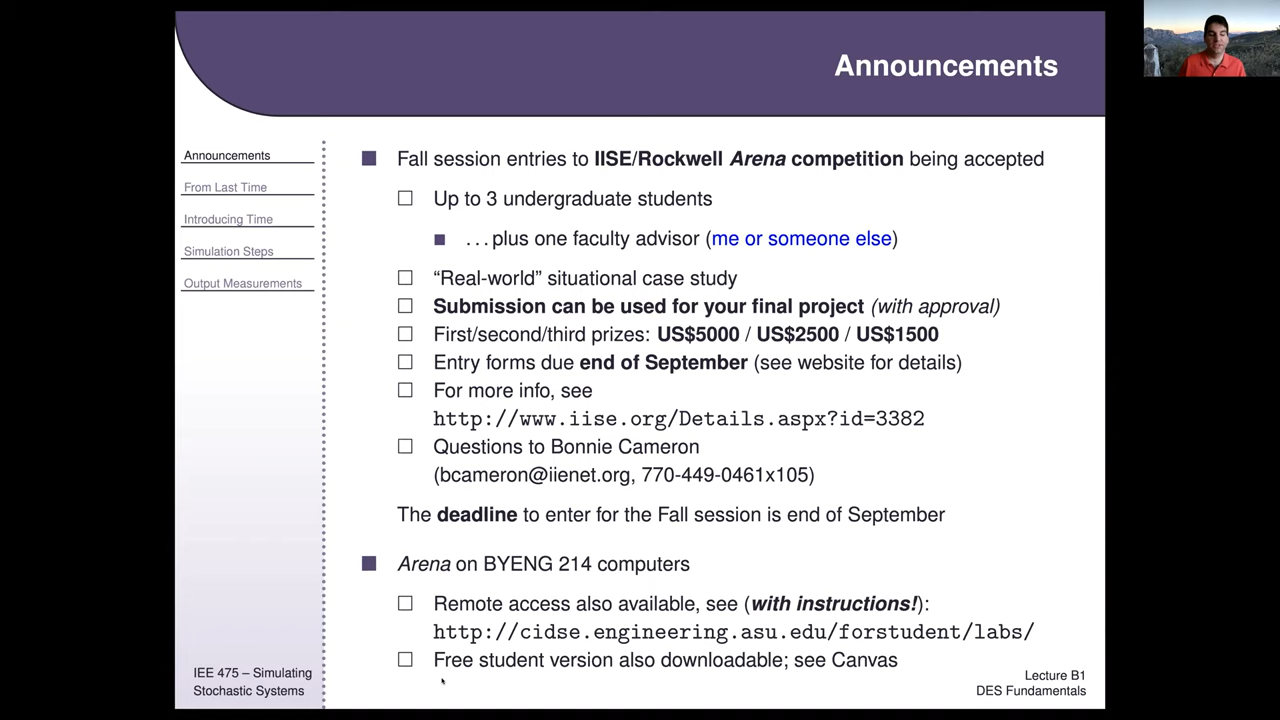 Announcements
Announcements
From Last Time
Introducing Time
Simulation Steps
Output Measurements
■ Fall session entries to IISE/Rockwell Arena competition being accepted
□ Up to 3 undergraduate students
■ ...plus one faculty advisor (me or someone else)
□ “Real-world” situational case study
□ Submission can be used for your final project (with approval)
□ First/second/third prizes: US$5000 / US$2500 / US$1500
□ Entry forms due end of September (see website for details)
□ For more info, see
http://www.iise.org/Details.aspx?id=3382
□ Questions to Bonnie Cameron
(bcameron@iienet.org, 770-449-0461x105)
The deadline to enter for the Fall session is end of September
■ Arena on BYENG 214 computers
□ Remote access also available, see (with instructions!):
http://cidse.engineering.asu.edu/forstudent/labs/
□ Free student version also downloadable; see Canvas
IEE 475 – Simulating
Stochastic Systems
Lecture B1
DES Fundamentals